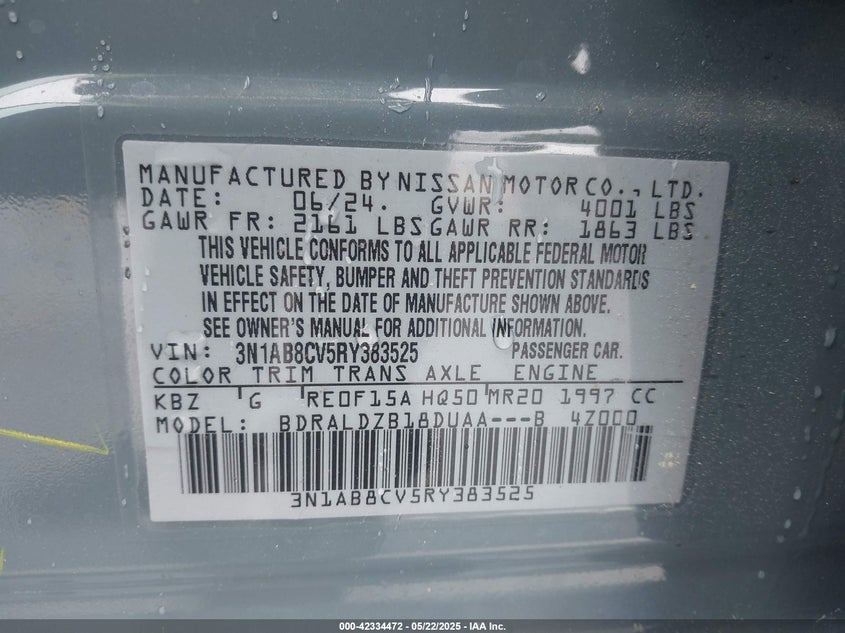 MANUFACTURED BY NISSAN MOTOR CO., LTD.
DATE: 06/24. GVWR: 4001 LBS
GAWR FR: 2161 LBS GAWR RR: 1863 LBS
THIS VEHICLE CONFORMS TO ALL APPLICABLE FEDERAL MOTOR
VEHICLE SAFETY, BUMPER AND THEFT PREVENTION STANDARDS
IN EFFECT ON THE DATE OF MANUFACTURE SHOWN ABOVE.
SEE OWNER'S MANUAL FOR ADDITIONAL INFORMATION.
VIN: 3N1AB8CV5RY383525 PASSENGER CAR.
COLOR TRIM TRANS AXLE ENGINE
KBZ G RE0F15A HQ50 MR20 1997 CC
MODEL: BDRALDZB18DUAA---B 4Z000
3N1AB8CV5RY383525
000-42334472 - 05/22/2025 - IAA Inc.